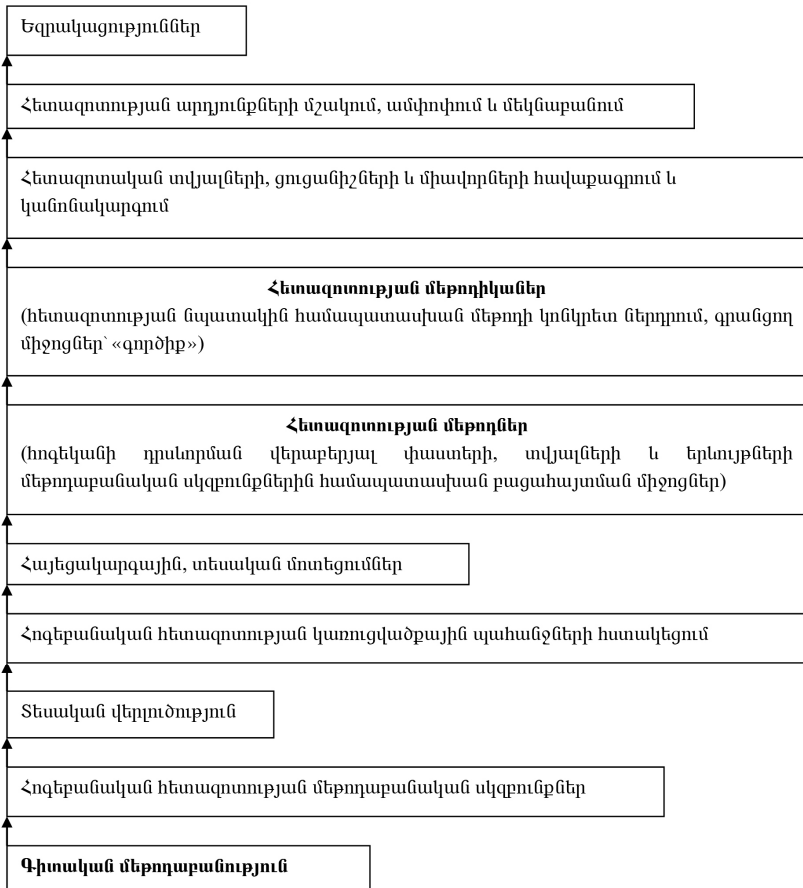 Եզրակացություններ
Հետազոտության արդյունքների մշակում, ամփոփում և մեկնաբանում
Հետազոտական տվյալների, ցուցանիշների և միավորների հավաքագրում և
կանոնակարգում
Հետազոտության մեթոդիկաներ
(հետազոտության նպատակին համապատասխան մեթոդի կոնկրետ ներդրում, գրանցող
միջոցներ՝ «գործիք»)
Հետազոտության մեթոդներ
(հոգեկանի դրսևորման վերաբերյալ փաստերի, տվյալների և երևույթների
մեթոդաբանական սկզբունքներին համապատասխան բացահայտման միջոցներ)
Հայեցակարգային, տեսական մոտեցումներ
Հոգեբանական հետազոտության կառուցվածքային պահանջների հստակեցում
Տեսական վերլուծություն
Հոգեբանական հետազոտության մեթոդաբանական սկզբունքներ
Գիտական մեթոդաբանություն